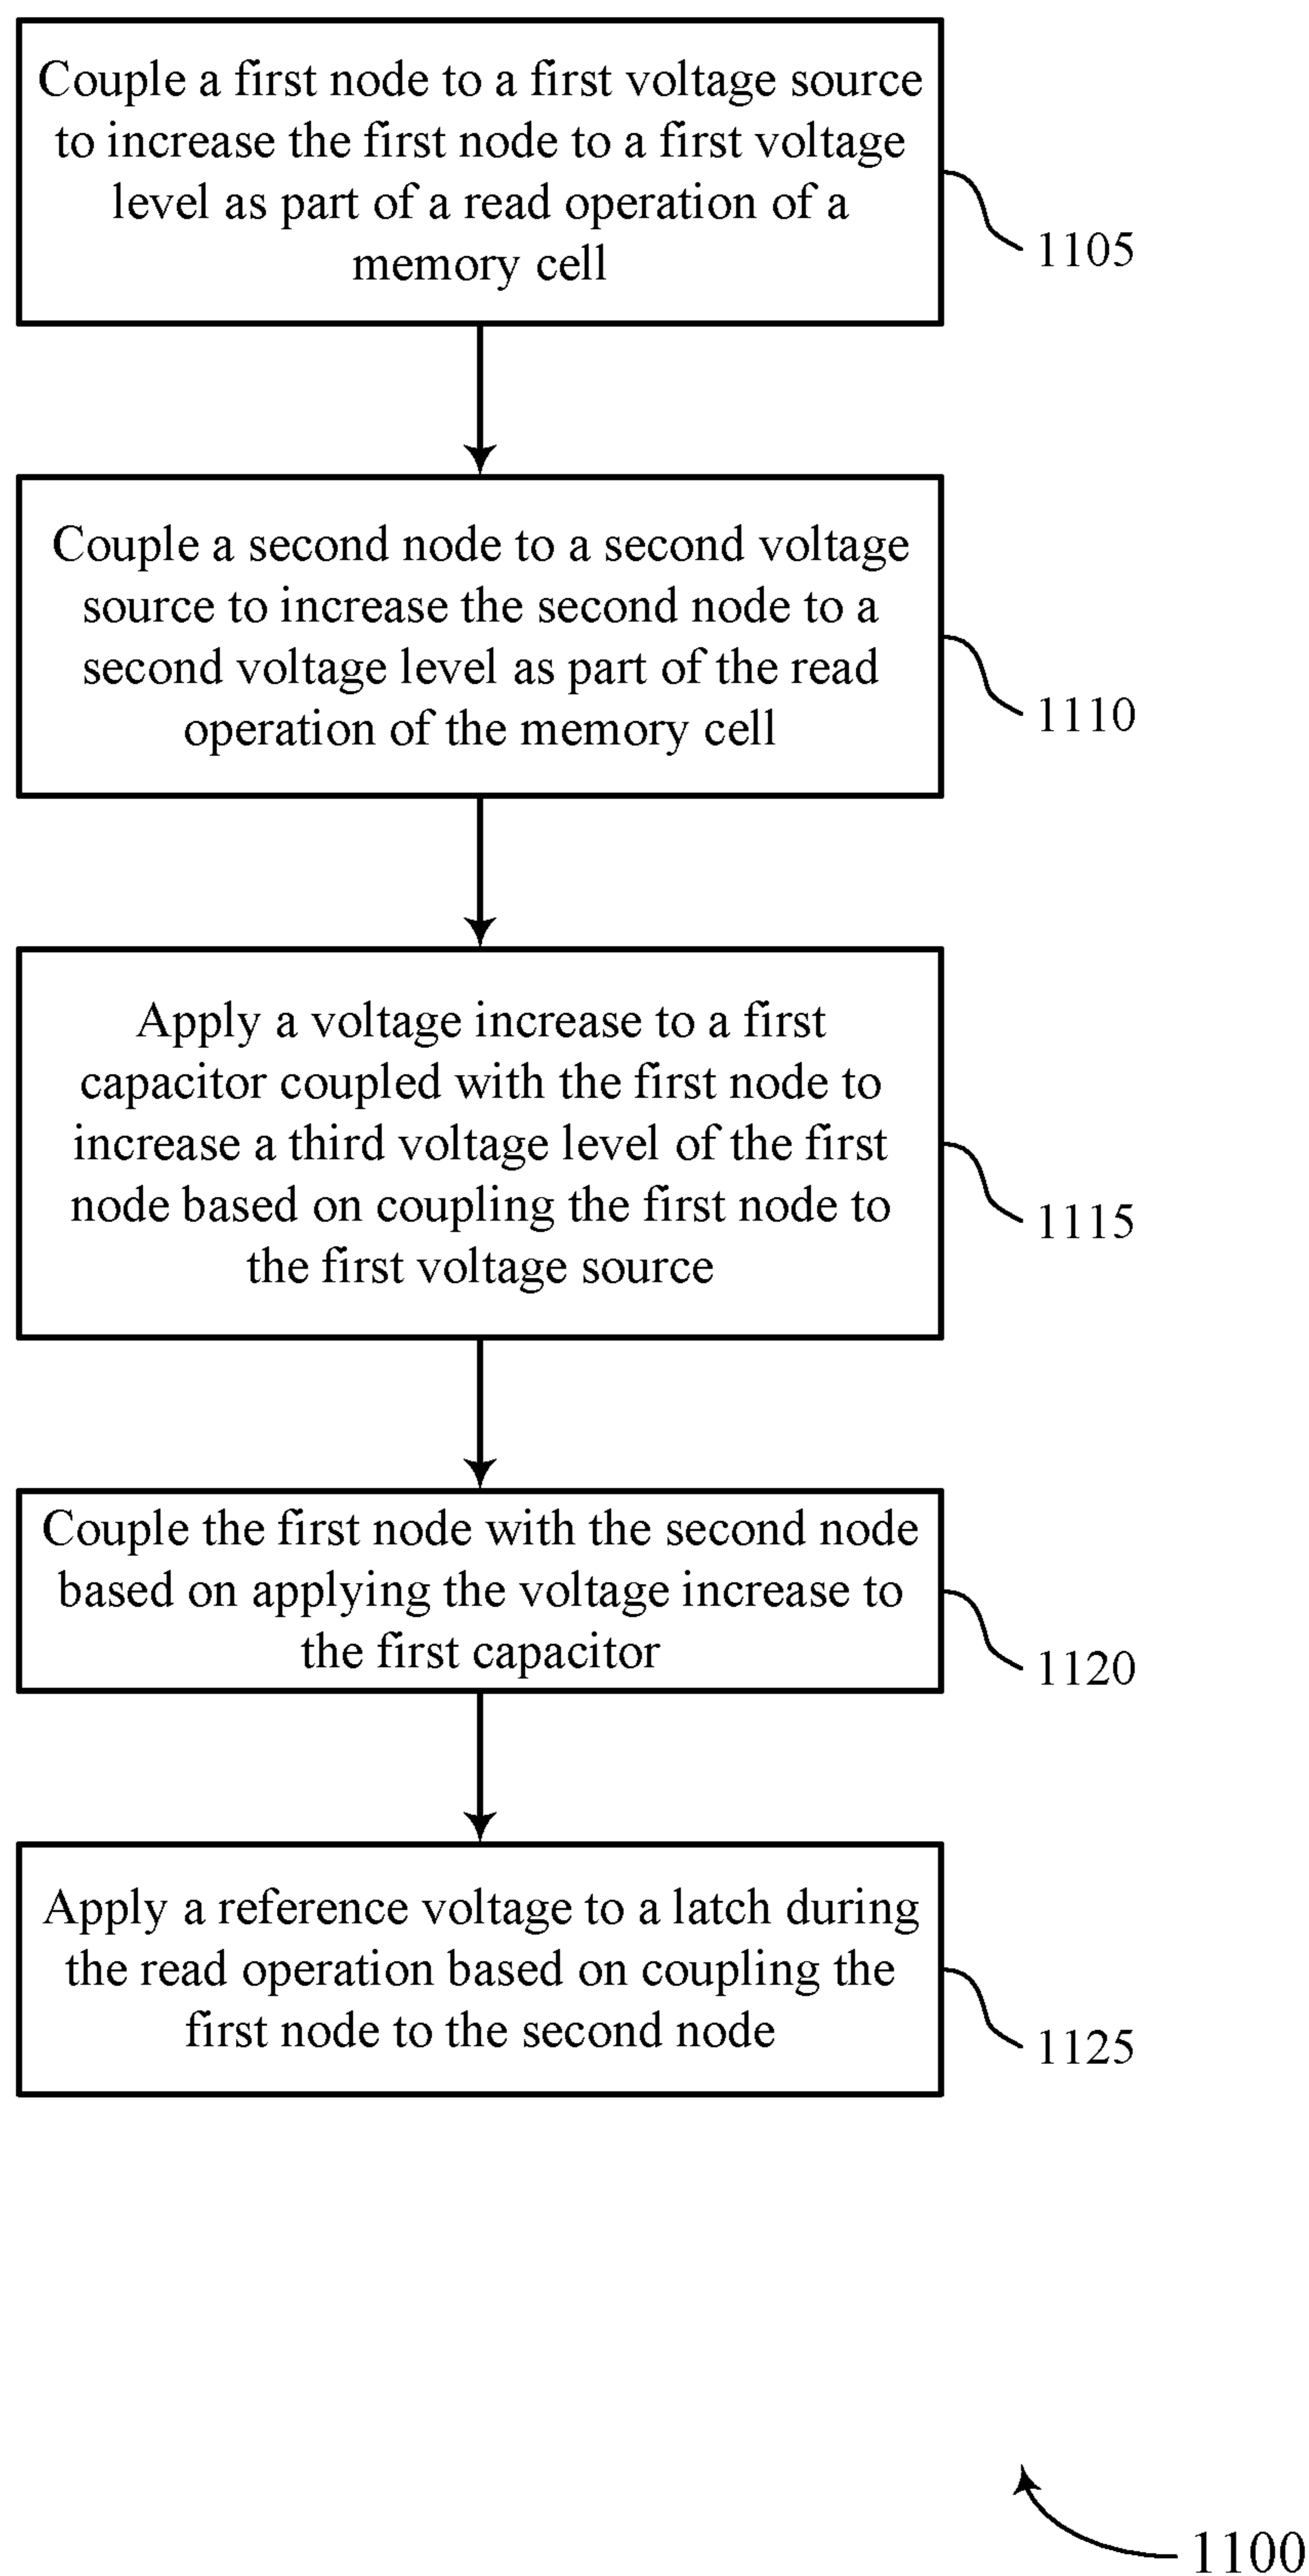 Couple a first node to a first voltage source
to increase the first node to a first voltage
level as part of a read operation of a
memory cell
1105
Couple a second node to a second voltage
source to increase the second node to a
second voltage level as part of the read
operation of the memory cell
1110
Apply a voltage increase to a first
capacitor coupled with the first node to
increase a third voltage level of the first
node based on coupling the first node to
the first voltage source
1115
Couple the first node with the second node
based on applying the voltage increase to
the first capacitor
1120
Apply a reference voltage to a latch during
the read operation based on coupling the
first node to the second node
1125
1100